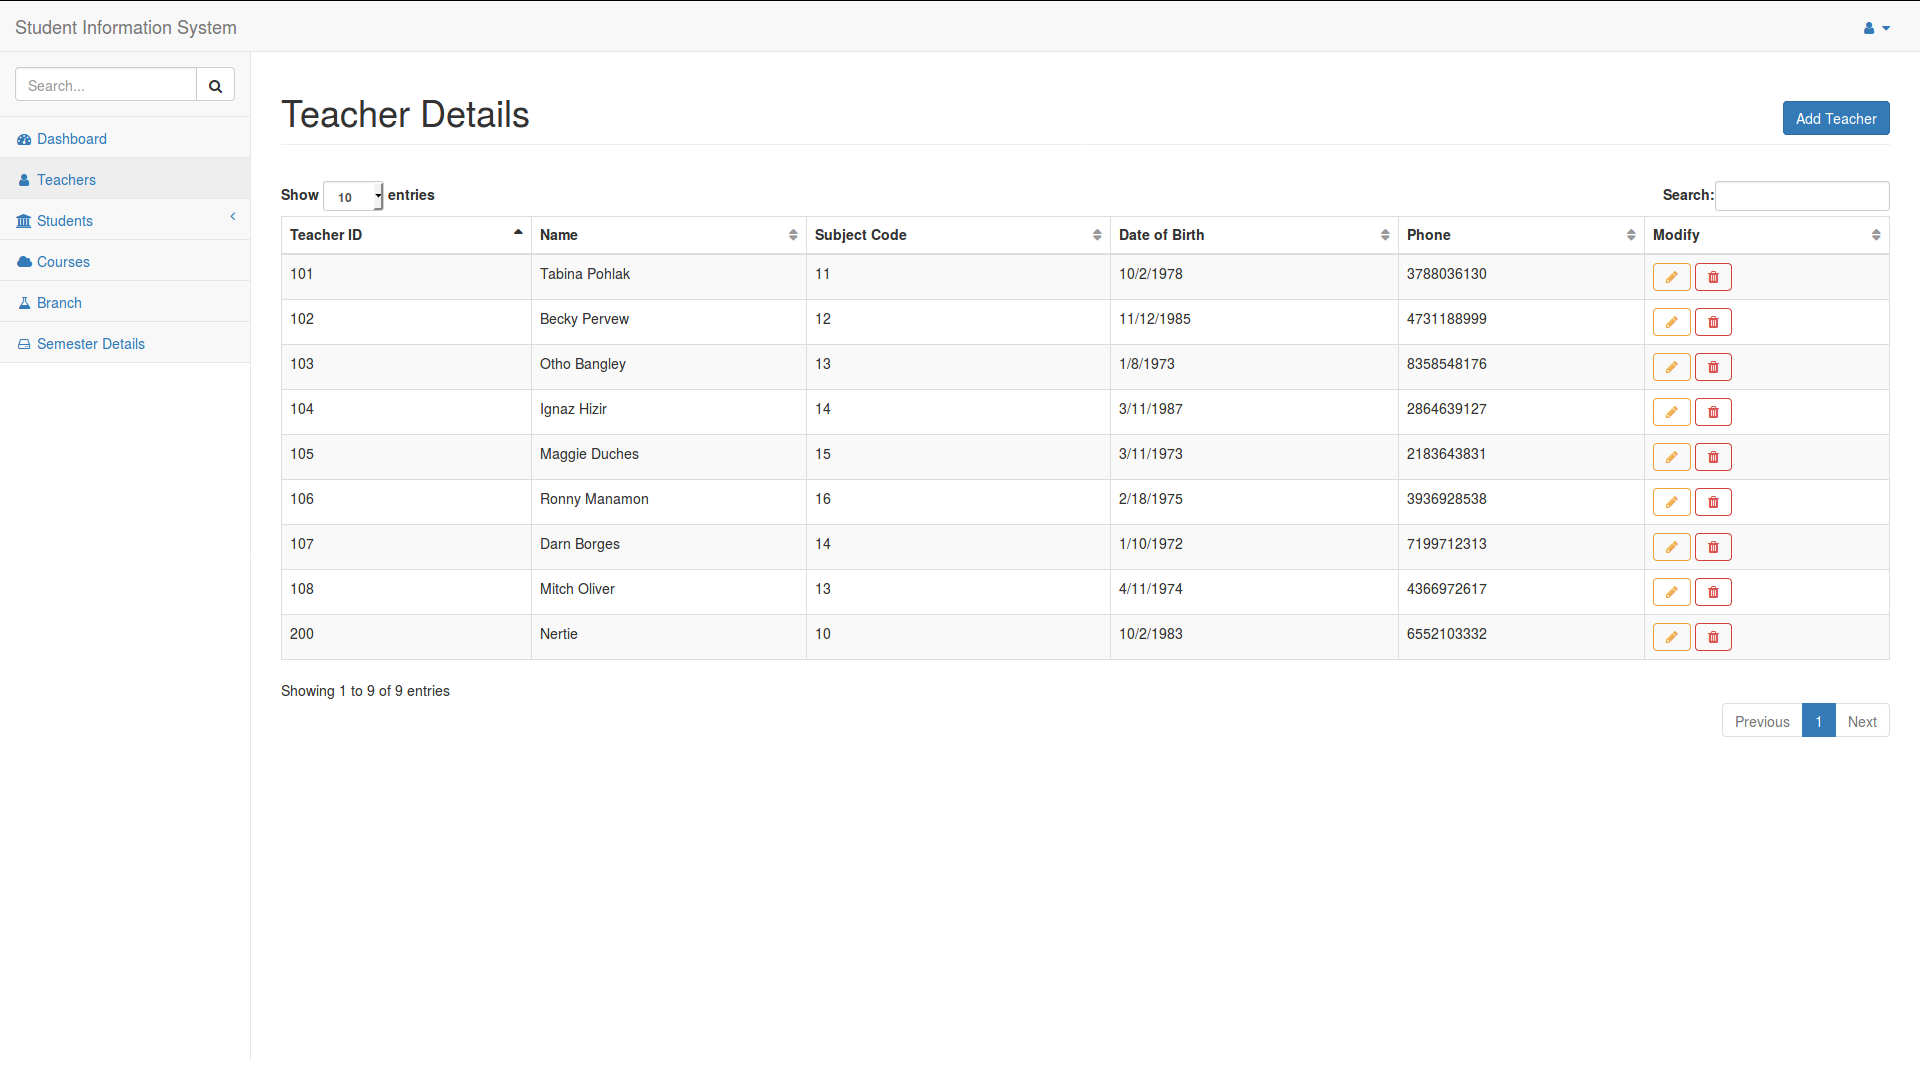 Student Information System
Search...
Dashboard
Teachers
Students
Courses
Branch
Semester Details
Teacher Details
Add Teacher
Show 10 entries
Search:
Teacher ID Name Subject Code Date of Birth Phone Modify
101 Tabina Pohlak 11 10/2/1978 3788036130
102 Becky Pervew 12 11/12/1985 4731188999
103 Otho Bangley 13 1/8/1973 8358548176
104 Ignaz Hizir 14 3/11/1987 2864639127
105 Maggie Duches 15 3/11/1973 2183643831
106 Ronny Manamon 16 2/18/1975 3936928538
107 Darn Borges 14 1/10/1972 7199712313
108 Mitch Oliver 13 4/11/1974 4366972617
200 Nertie 10 10/2/1983 6552103332
Showing 1 to 9 of 9 entries
Previous 1 Next